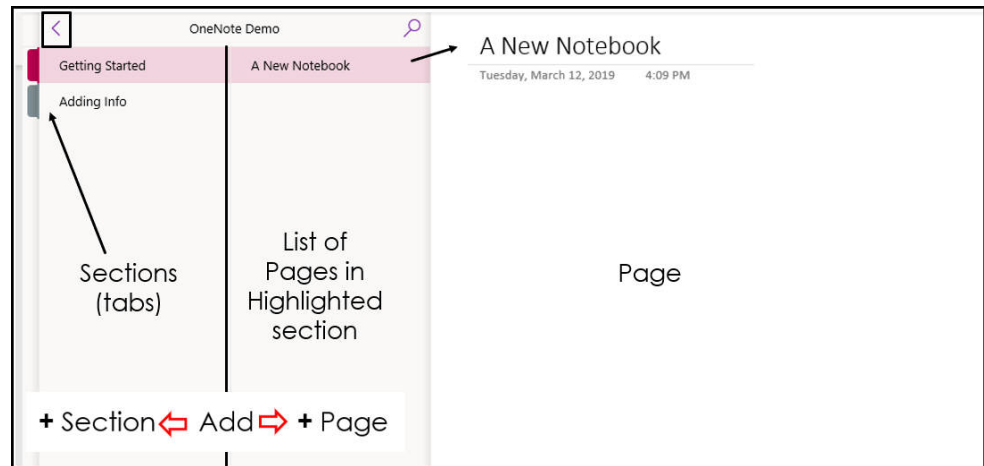 OneNote Demo
Getting Started
A New Notebook
Adding Info
A New Notebook
Tuesday, March 12, 2019 4:09 PM
Sections
(tabs)
List of
Pages in
Highlighted
section
Page
+ Section Add + Page